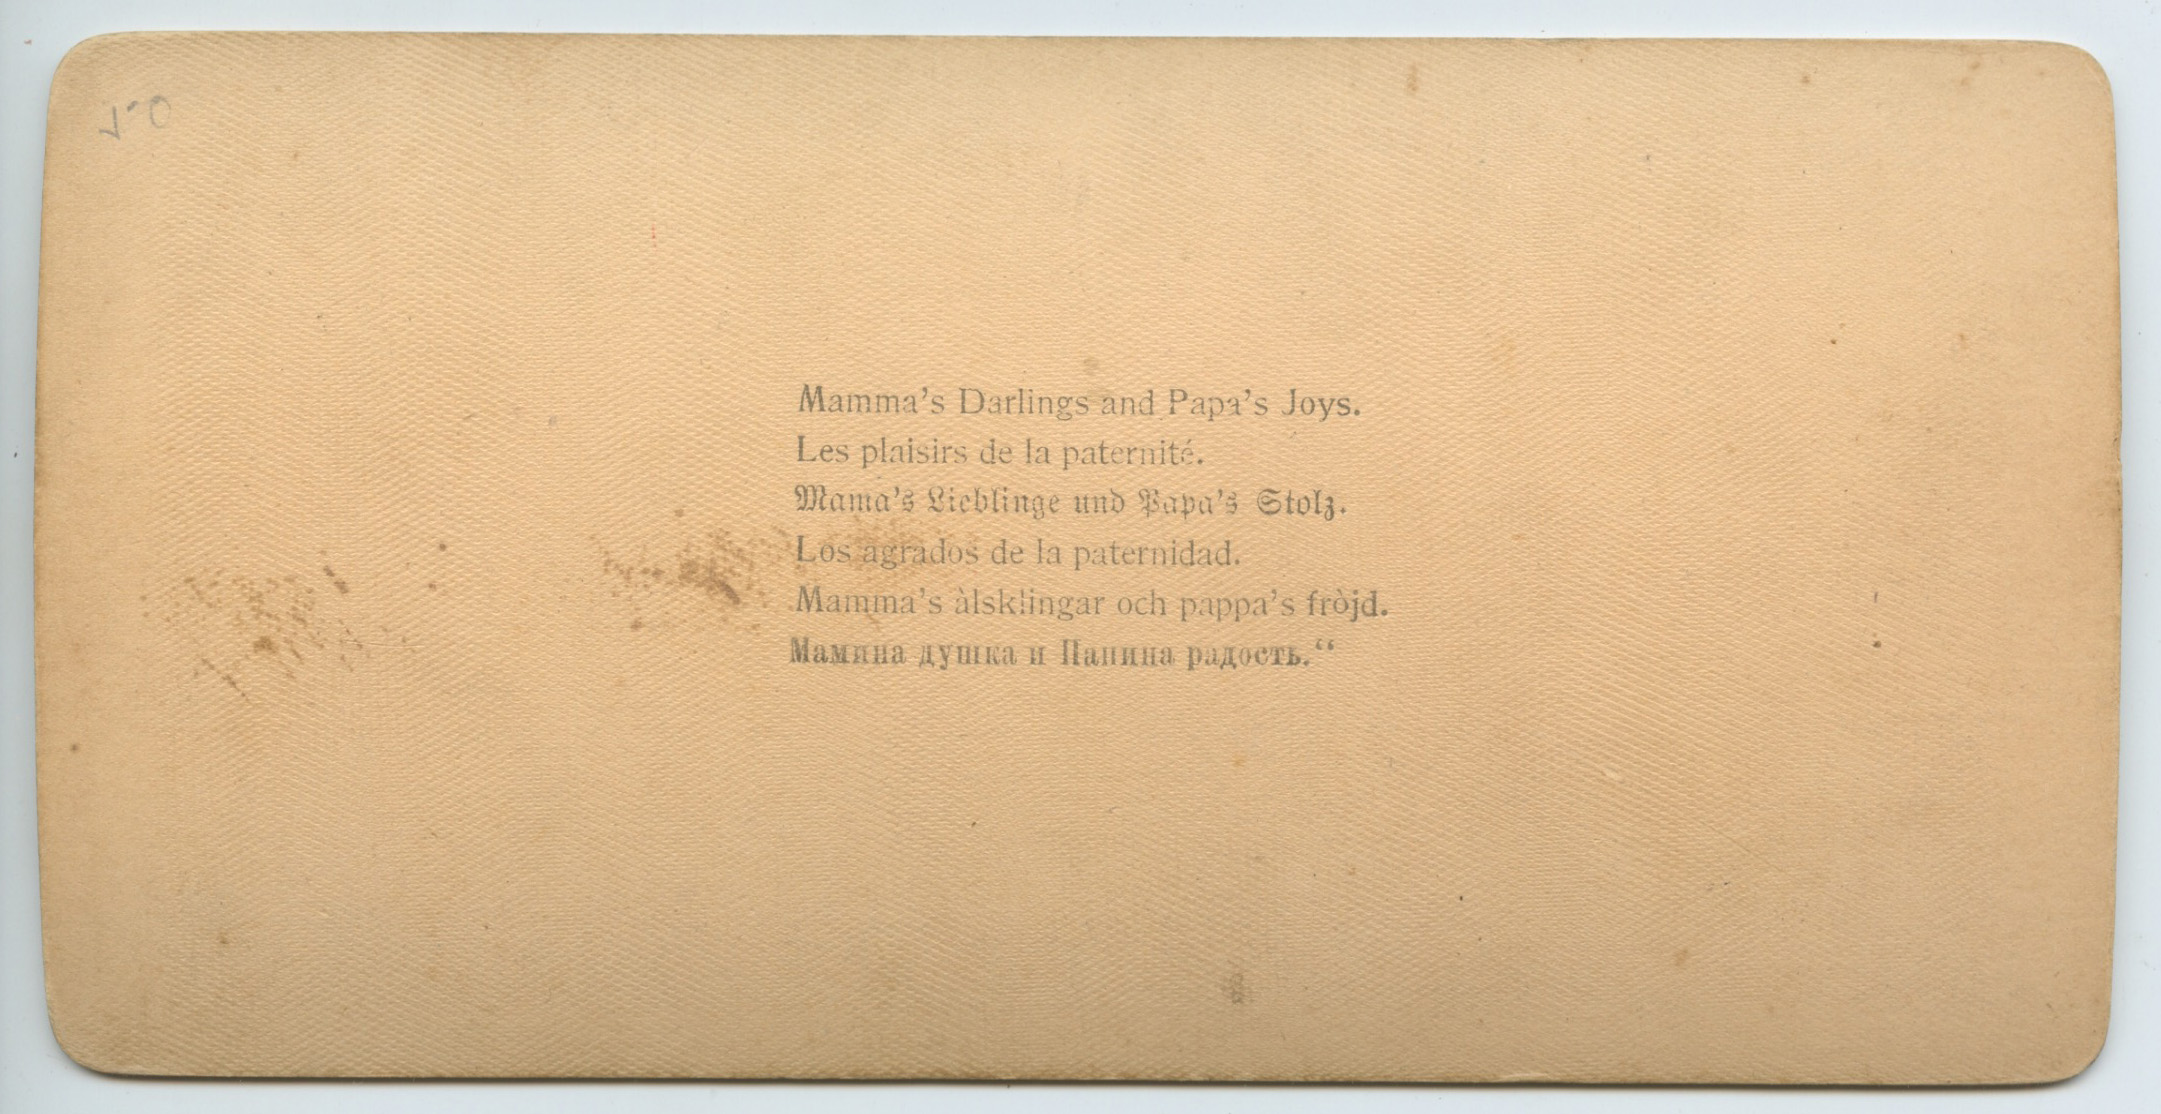 Mamma's Darlings and Papa's Joys.
Les plaisirs de la paternité.
Mama's Lieblinge und Papa's Stolz.
Los agrados de la paternidad.
Mamma's àlsklingar och pappa's fròjd.
Мамина душка и Папина радость.“